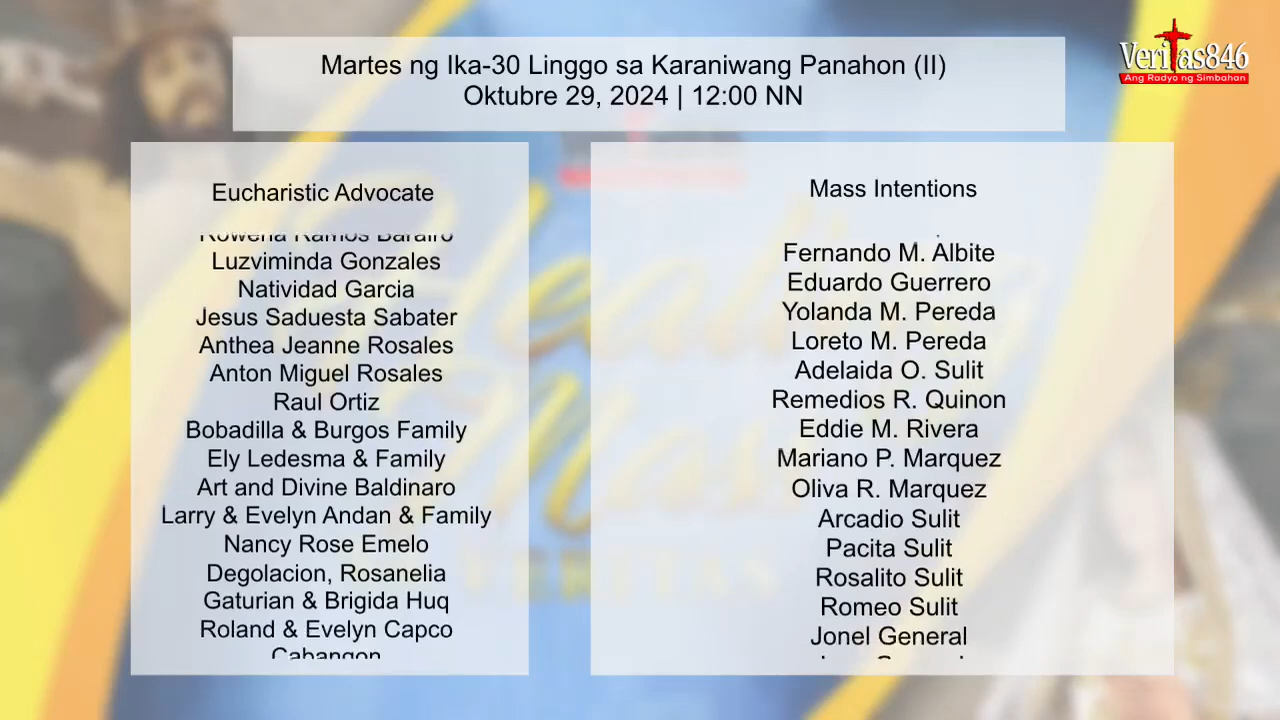 Martes ng Ika-30 Linggo sa Karaniwang Panahon (II)
Oktubre 29, 2024 | 12:00 NN
Veritas846
Ang Radyo ng Simbahan
Eucharistic Advocate
Luzviminda Gonzales
Natividad Garcia
Jesus Saduesta Sabater
Anthea Jeanne Rosales
Anton Miguel Rosales
Raul Ortiz
Bobadilla & Burgos Family
Ely Ledesma & Family
Art and Divine Baldinaro
Larry & Evelyn Andan & Family
Nancy Rose Emelo
Degolacion, Rosanelia
Gaturian & Brigida Huq
Roland & Evelyn Capco
Cabangon
Mass Intentions
Fernando M. Albite
Eduardo Guerrero
Yolanda M. Pereda
Loreto M. Pereda
Adelaida O. Sulit
Remedios R. Quinon
Eddie M. Rivera
Mariano P. Marquez
Oliva R. Marquez
Arcadio Sulit
Pacita Sulit
Rosalito Sulit
Romeo Sulit
Jonel General
Healing
Mass
VERITAS